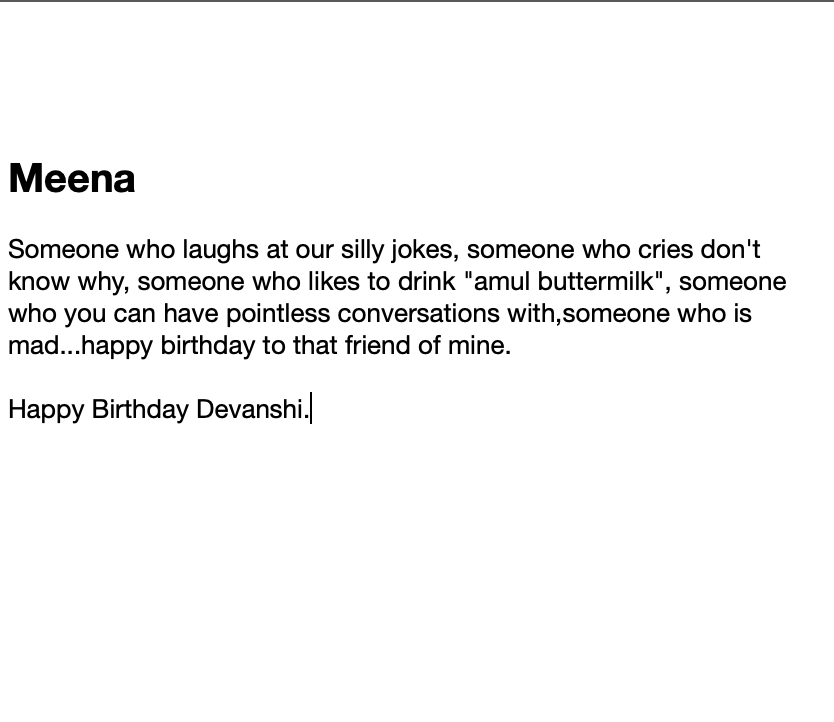 Meena
Someone who laughs at our silly jokes, someone who cries don't
know why, someone who likes to drink "amul buttermilk", someone
who you can have pointless conversations with,someone who is
mad...happy birthday to that friend of mine.
Happy Birthday Devanshi.